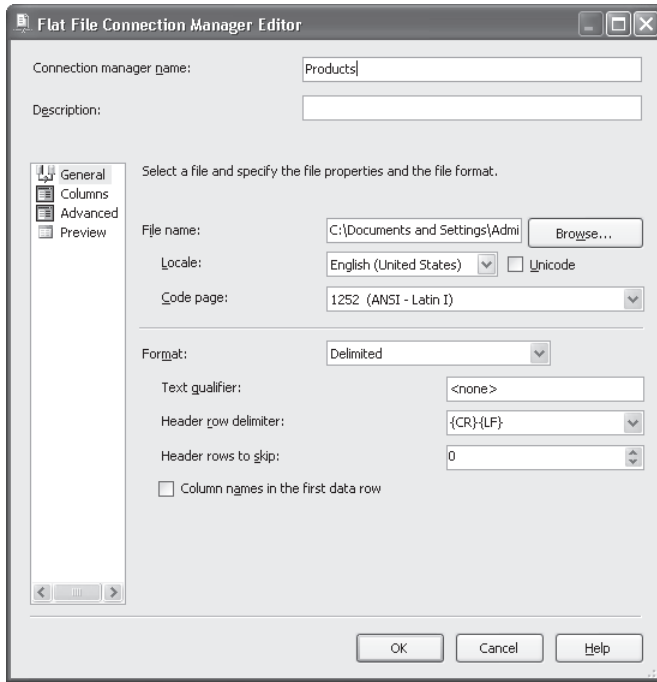 Flat File Connection Manager Editor
Connection manager name:
Products
Description:
General
Columns
Advanced
Preview
Select a file and specify the file properties and the file format.
File name:
C:\Documents and Settings\Admi
Browse...
Locale:
English (United States)
Unicode
Code page:
1252 (ANSI - Latin I)
Format:
Delimited
Text qualifier:
<none>
Header row delimiter:
{CR}{LF}
Header rows to skip:
0
Column names in the first data row
OK
Cancel
Help